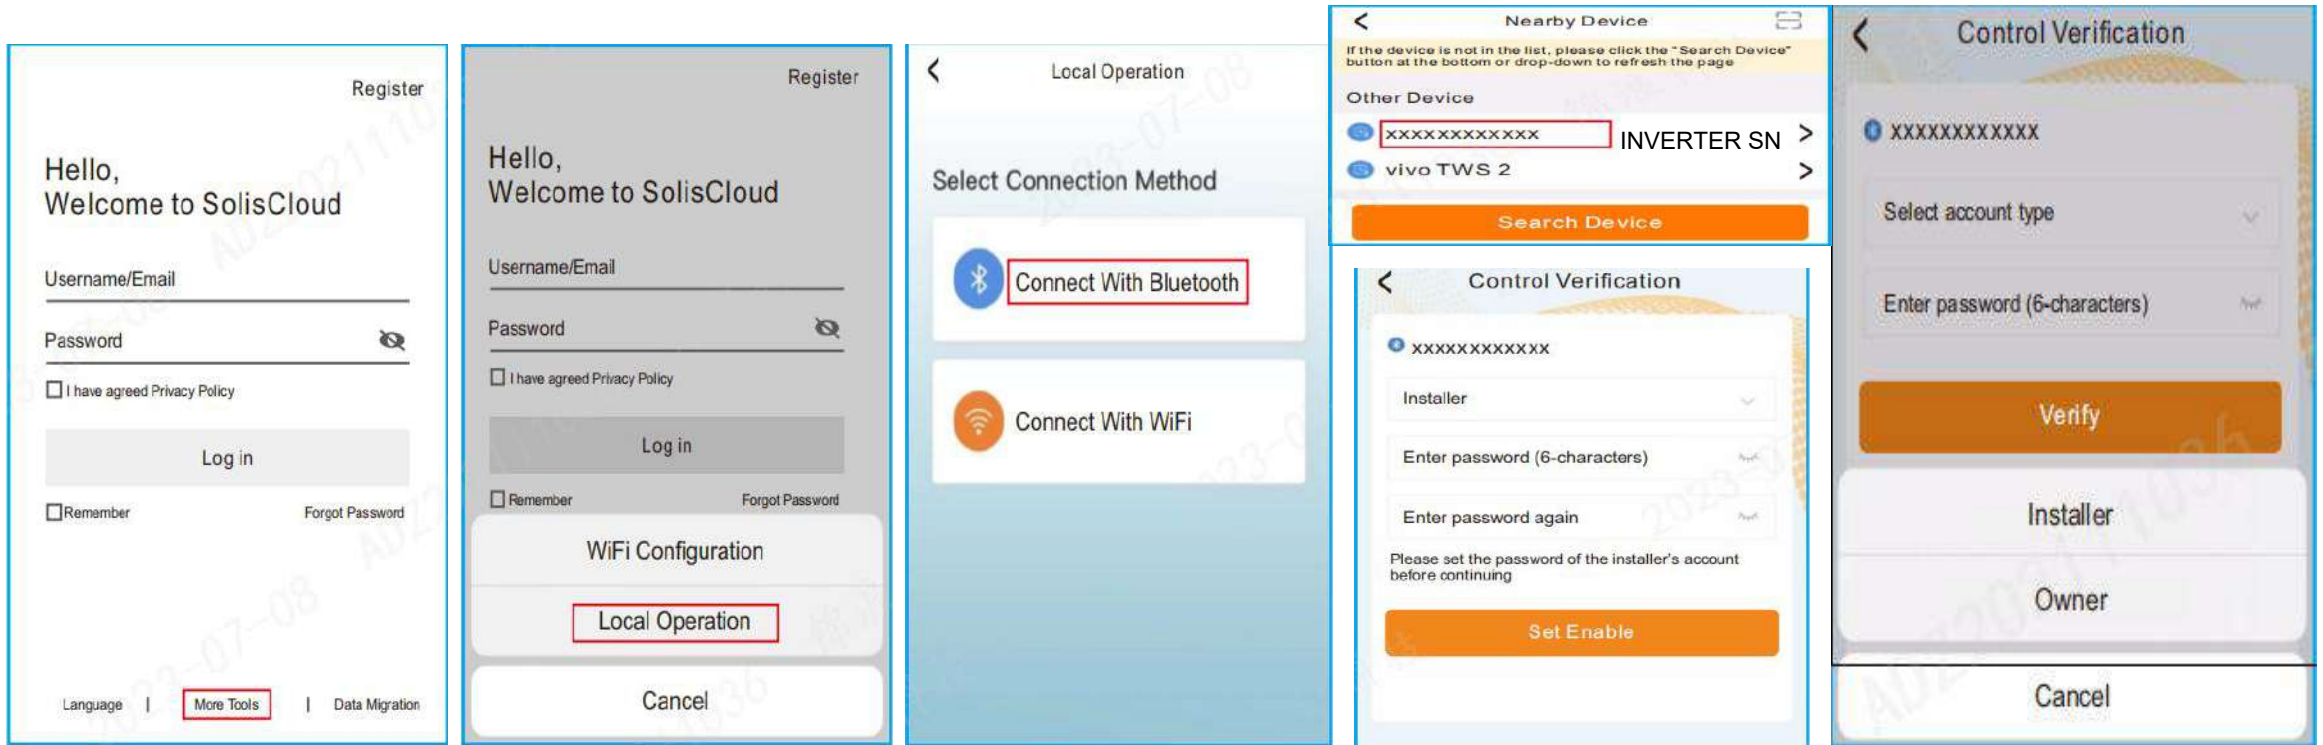 Register
Hello,
Welcome to SolisCloud
Username/Email
Password
I have agreed Privacy Policy
Log in
Remember
Forgot Password
Language | More Tools | Data Migration
Register
Hello,
Welcome to SolisCloud
Username/Email
Password
I have agreed Privacy Policy
Log in
Remember
Forgot Password
WiFi Configuration
Local Operation
Cancel
Local Operation
Select Connection Method
Connect With Bluetooth
Connect With WiFi
Nearby Device
If the device is not in the list, please click the "Search Device"
button at the bottom or drop-down to refresh the page
Other Device
xxxxxxxxxxxx INVERTER SN
vivo TWS 2
Search Device
Control Verification
xxxxxxxxxxxx
Installer
Enter password (6-characters)
Enter password again
Please set the password of the installer's account
before continuing
Set Enable
Control Verification
xxxxxxxxxxxx
Select account type
Enter password (6-characters)
Verify
Installer
Owner
Cancel